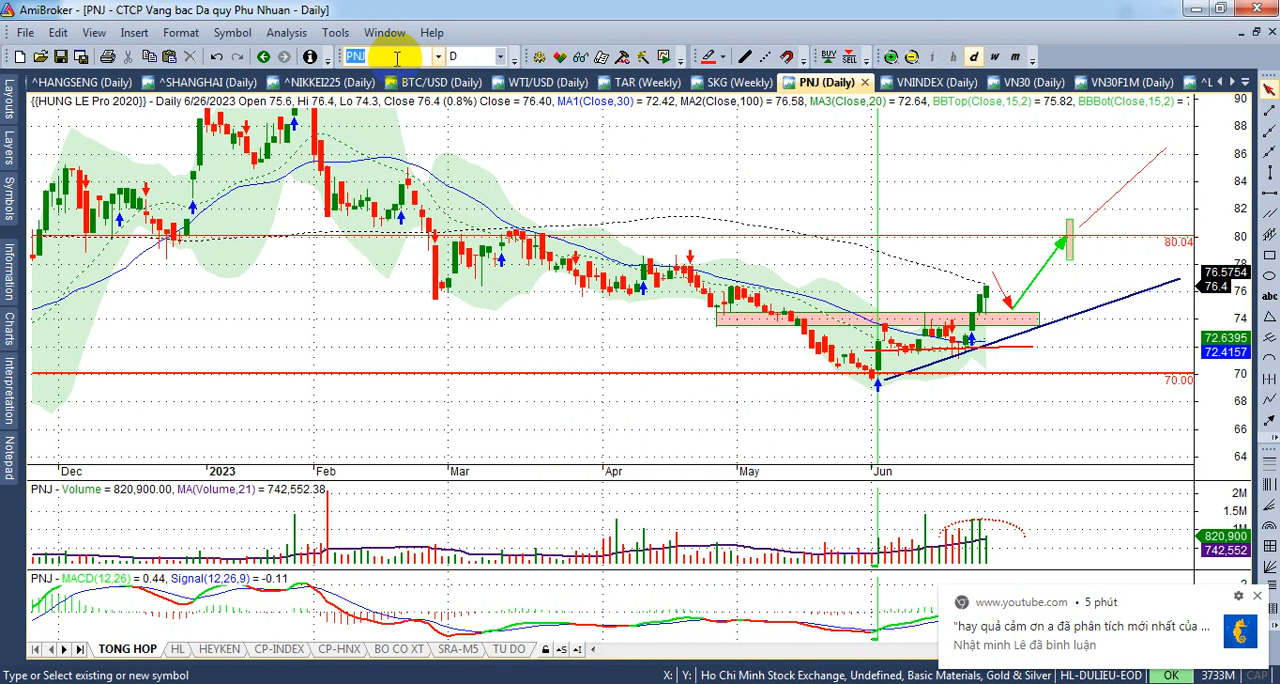 AmiBroker - [PNJ - CTCP Vang bac Da quy Phu Nhuan - Daily]
File Edit View Insert Format Symbol Analysis Tools Window Help
PNJ D i h d w m BUY SELL
^HANGSENG (Daily) ^SHANGHAI (Daily) ^NIKKEI225 (Daily) BTC/USD (Daily) WTI/USD (Daily) TAR (Weekly) SKG (Weekly) PNJ (Daily) VNINDEX (Daily) VN30 (Daily) VN30F1M (Daily) ^L
{{HUNG LE Pro 2020}} - Daily 6/26/2023 Open 75.6, Hi 76.4, Lo 74.3, Close 76.4 (0.8%) Close = 76.40, MA1(Close,30) = 72.42, MA2(Close,100) = 76.58, MA3(Close,20) = 72.64, BBTop(Close,15,2) = 75.82, BBBot(Close,15,2) = 7
Layouts
Layers
Symbols
Information
Charts
Interpretation
Notepad
abc
90
88
86
84
82
80
80.04
78
76.5754
76.4
76
74
72.6395
72.4157
70
70.00
68
66
64
Dec 2023 Feb Mar Apr May Jun
PNJ - Volume = 820,900.00, MA(Volume,21) = 742,552.38
2M
1.5M
1M
820,900
742,552
PNJ - MACD(12,26) = 0.44, Signal(12,26,9) = -0.11
2
www.youtube.com • 5 phút
"hay quả cảm ơn a đã phân tích mới nhất của ...
Nhật minh Lê đã bình luận
TONG HOP HL HEYKEN CP-INDEX CP-HNX BO CO XT SRA-M5 TU DO
Type or Select existing or new symbol X: Y: Ho Chi Minh Stock Exchange, Undefined, Basic Materials, Gold & Silver HL-DULIEU-EOD OK 3733M CAP